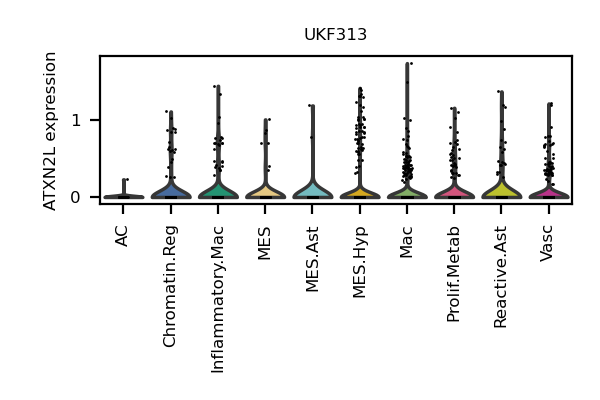 UKF313
ATXN2L expression
1
0
AC
Chromatin.Reg
Inflammatory.Mac
MES
MES.Ast
MES.Hyp
Mac
Prolif.Metab
Reactive.Ast
Vasc